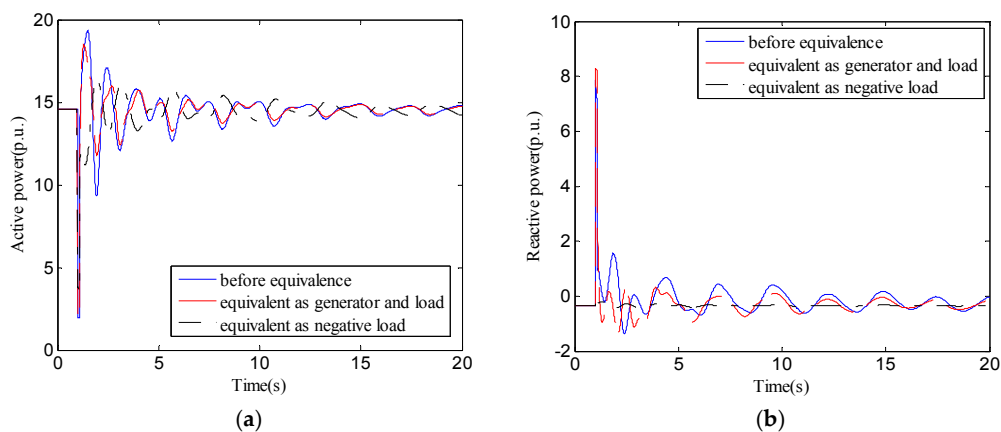 20
15
10
5
0
Active power(p.u.)
before equivalence
equivalent as generator and load
equivalent as negative load
0 5 10 15 20
Time(s)
(a)
10
8
6
4
2
0
-2
Reactive power(p.u.)
before equivalence
equivalent as generator and load
equivalent as negative load
0 5 10 15 20
Time(s)
(b)